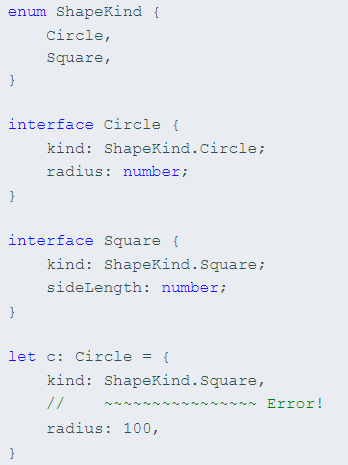 enum ShapeKind {
    Circle,
    Square,
}

interface Circle {
    kind: ShapeKind.Circle;
    radius: number;
}

interface Square {
    kind: ShapeKind.Square;
    sideLength: number;
}

let c: Circle = {
    kind: ShapeKind.Square,
    //    ~~~~~~~~~~~~~~~~ Error!
    radius: 100,
}